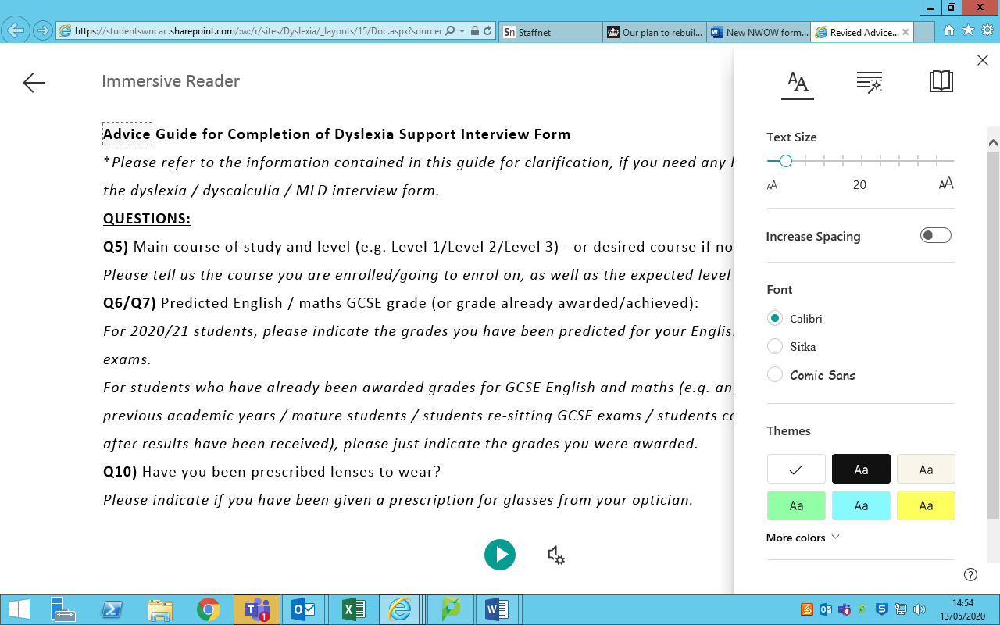 https://studentswncac.sharepoint.com/:w:/r/sites/Dyslexia/_layouts/15/Doc.aspx?source
Sn Staffnet
Our plan to rebuil...
New NWOW form...
Revised Advice...
Immersive Reader
Advice Guide for Completion of Dyslexia Support Interview Form
*Please refer to the information contained in this guide for clarification, if you need any
the dyslexia / dyscalculia / MLD interview form.
QUESTIONS:
Q5) Main course of study and level (e.g. Level 1/Level 2/Level 3) - or desired course if
Please tell us the course you are enrolled/going to enrol on, as well as the expected level
Q6/Q7) Predicted English / maths GCSE grade (or grade already awarded/achieved):
For 2020/21 students, please indicate the grades you have been predicted for your
exams.
For students who have already been awarded grades for GCSE English and maths (e.g.
previous academic years / mature students / students re-sitting GCSE exams / students
after results have been received), please just indicate the grades you were awarded.
Q10) Have you been prescribed lenses to wear?
Please indicate if you have been given a prescription for glasses from your optician.
AA
Text Size
AA
20
AA
Increase Spacing
Font
Calibri
Sitka
Comic Sans
Themes
Aa
Aa
Aa
Aa
Aa
More colors
1
14:54
13/05/2020